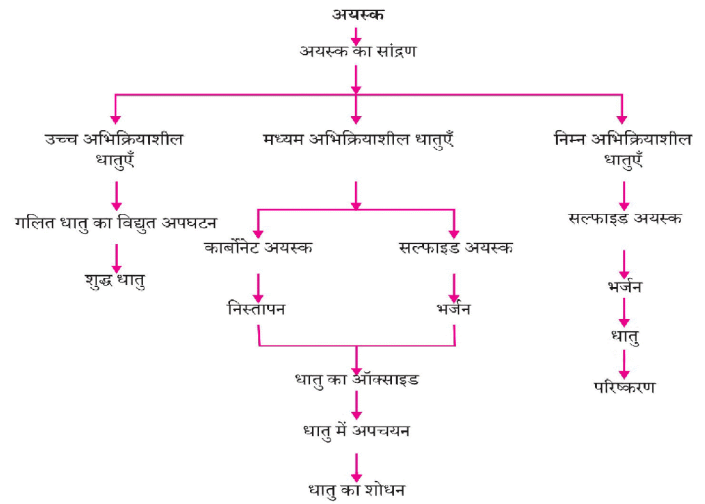 अयस्क
अयस्क का सांद्रण
उच्च अभिक्रियाशील
धातुएँ
मध्यम अभिक्रियाशील धातुएँ
निम्न अभिक्रियाशील
धातुएँ
गलित धातु का विद्युत अपघटन
शुद्ध धातु
कार्बोनेट अयस्क
सल्फाइड अयस्क
निस्तापन
भर्जन
धातु का ऑक्साइड
धातु में अपचयन
धातु का शोधन
सल्फाइड अयस्क
भर्जन
धातु
परिष्करण